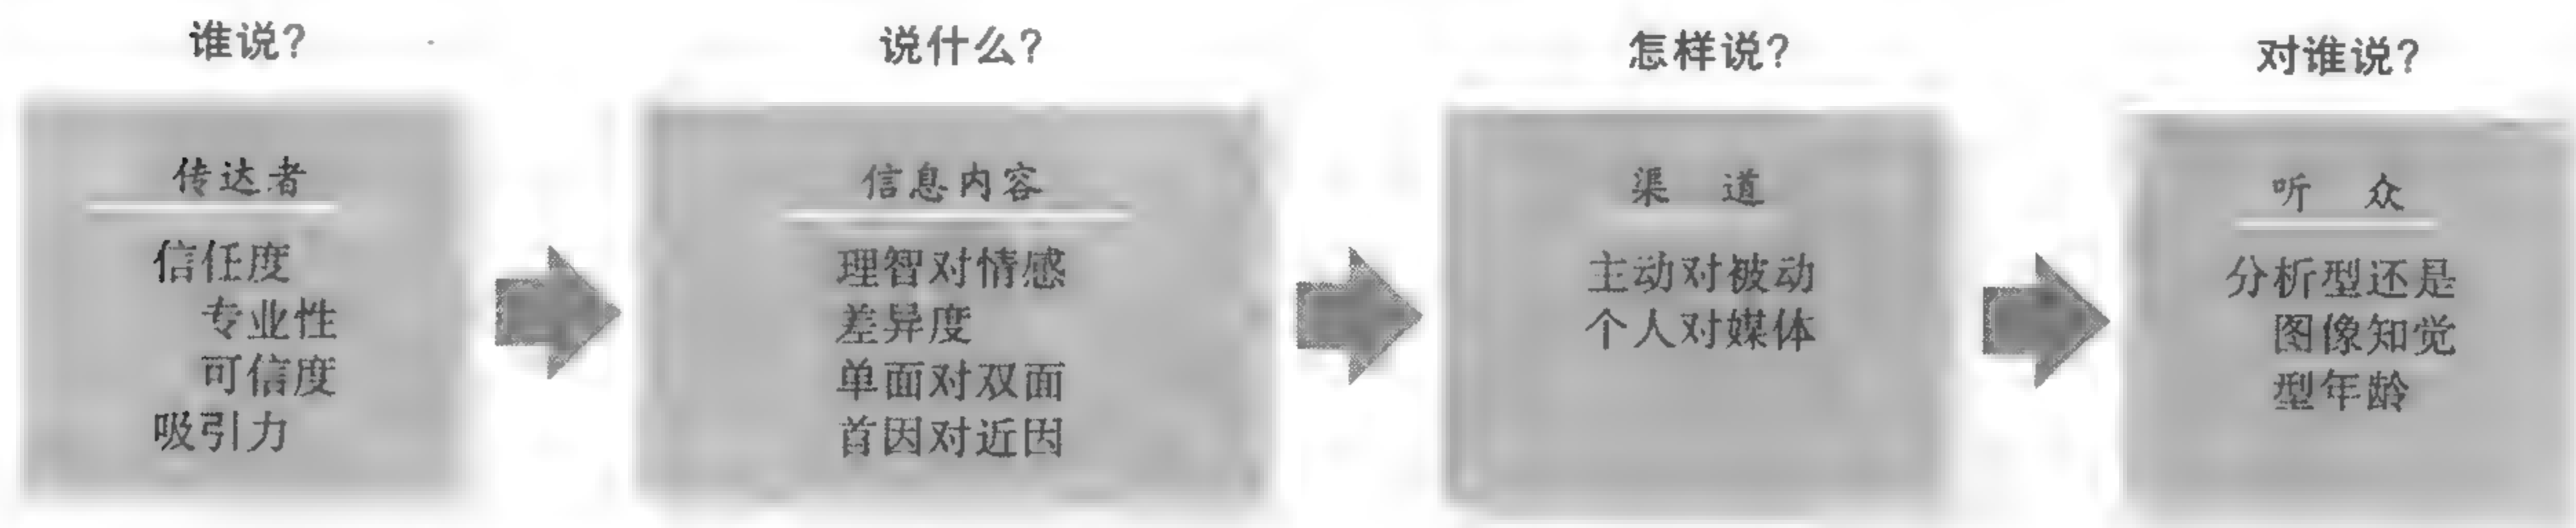 谁说?
说什么?
怎样说?
对谁说?
传达者
信任度
专业性
可信度
吸引力
信息内容
理智对情感
差异度
单面对双面
首因对近因
渠 道
主动对被动
个人对媒体
听 众
分析型还是
图像知觉
型年龄